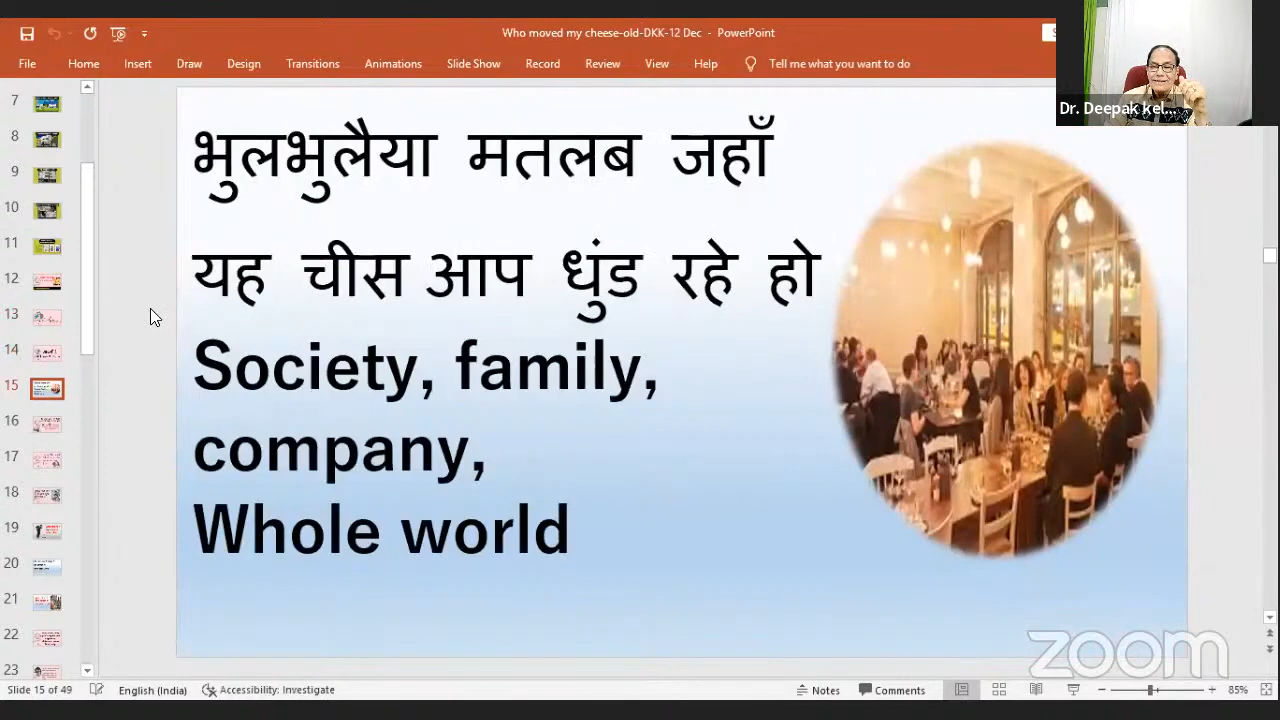 Who moved my cheese-old-DKK-12 Dec - PowerPoint
File Home Insert Draw Design Transitions Animations Slide Show Record Review View Help Tell me what you want to do
Dr. Deepak kel...
भुलभुलैया मतलब जहाँ
यह चीस आप धुंड रहे हो
Society, family,
company,
Whole world
7
8
9
10
11
12
13
14
15
16
17
18
19
20
21
22
23
zoom
Slide 15 of 49 English (India) Accessibility: Investigate Notes Comments 85%